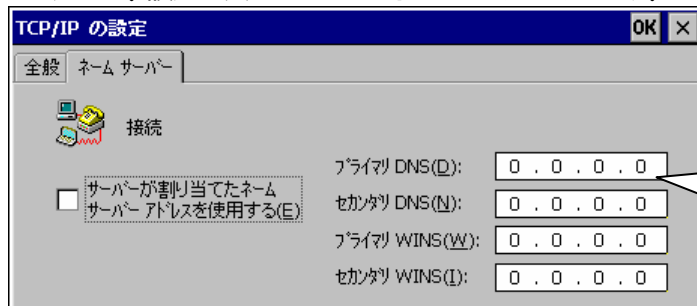 TCP/IP の設定 OK ×
全般 ネーム サーバー
接続
サーバーが割り当てたネーム
サーバー アドレスを使用する(E)
プライマリ DNS(D): 0 . 0 . 0 . 0
セカンダリ DNS(N): 0 . 0 . 0 . 0
プライマリ WINS(W): 0 . 0 . 0 . 0
セカンダリ WINS(I): 0 . 0 . 0 . 0